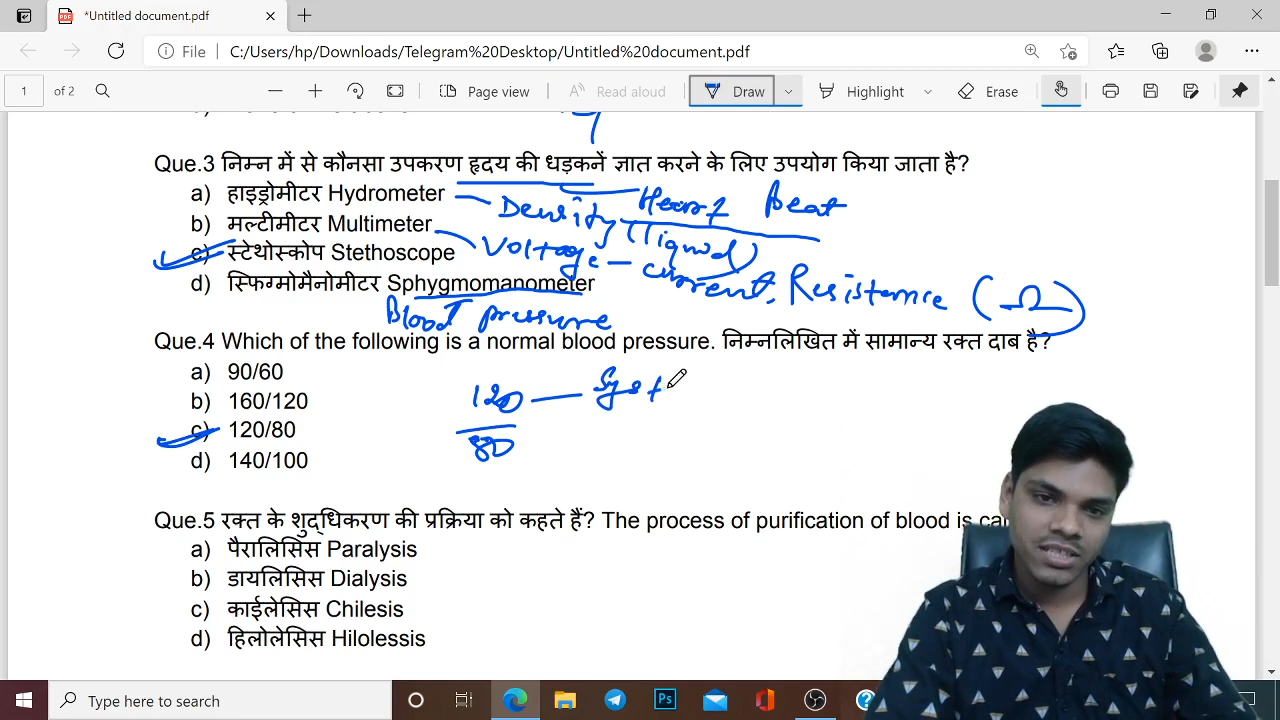 *Untitled document.pdf
File C:/Users/hp/Downloads/Telegram%20Desktop/Untitled%20document.pdf
1 of 2 Page view Read aloud Draw Highlight Erase
Que.3 निम्न में से कौनसा उपकरण हृदय की धड़कनें ज्ञात करने के लिए उपयोग किया जाता है?
a) हाइड्रोमीटर Hydrometer
Heart Beat
Density (liquid)
b) मल्टीमीटर Multimeter
Voltage – current, Resistance (Ω)
c) स्टेथोस्कोप Stethoscope
d) स्फिग्मोमैनोमीटर Sphygmomanometer
Blood pressure
Que.4 Which of the following is a normal blood pressure. निम्नलिखित में सामान्य रक्त दाब है?
a) 90/60
b) 160/120
c) 120/80
d) 140/100
120 — Syst
80
Que.5 रक्त के शुद्धिकरण की प्रक्रिया को कहते हैं? The process of purification of blood is ca
a) पैरालिसिस Paralysis
b) डायलिसिस Dialysis
c) काईलेसिस Chilesis
d) हिलोलेसिस Hilolessis
Type here to search
Ps